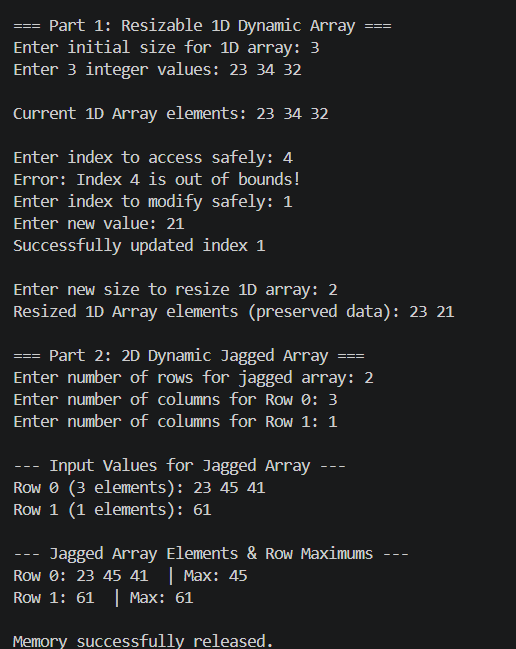 === Part 1: Resizable 1D Dynamic Array ===
Enter initial size for 1D array: 3
Enter 3 integer values: 23 34 32

Current 1D Array elements: 23 34 32

Enter index to access safely: 4
Error: Index 4 is out of bounds!
Enter index to modify safely: 1
Enter new value: 21
Successfully updated index 1

Enter new size to resize 1D array: 2
Resized 1D Array elements (preserved data): 23 21

=== Part 2: 2D Dynamic Jagged Array ===
Enter number of rows for jagged array: 2
Enter number of columns for Row 0: 3
Enter number of columns for Row 1: 1

--- Input Values for Jagged Array ---
Row 0 (3 elements): 23 45 41
Row 1 (1 elements): 61

--- Jagged Array Elements & Row Maximums ---
Row 0: 23 45 41  | Max: 45
Row 1: 61  | Max: 61

Memory successfully released.